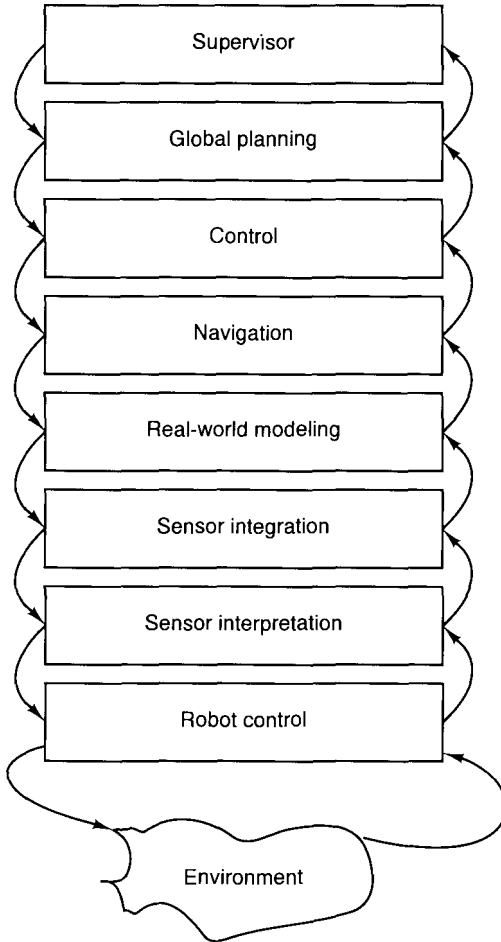 Supervisor
Global planning
Control
Navigation
Real-world modeling
Sensor integration
Sensor interpretation
Robot control
Environment